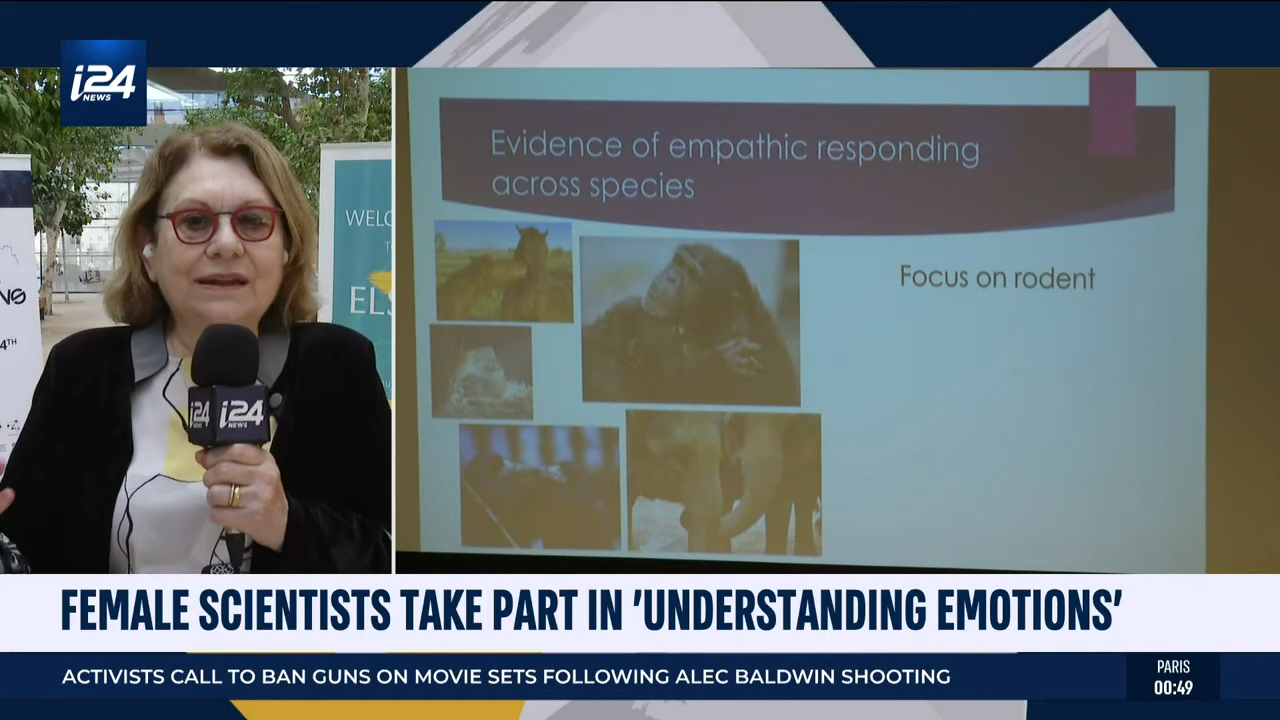 i24
NEWS
WELC
ELS
4TH
i24
i24
NEWS
Evidence of empathic responding
across species
Focus on rodent
FEMALE SCIENTISTS TAKE PART IN 'UNDERSTANDING EMOTIONS'
ACTIVISTS CALL TO BAN GUNS ON MOVIE SETS FOLLOWING ALEC BALDWIN SHOOTING
PARIS
00:49